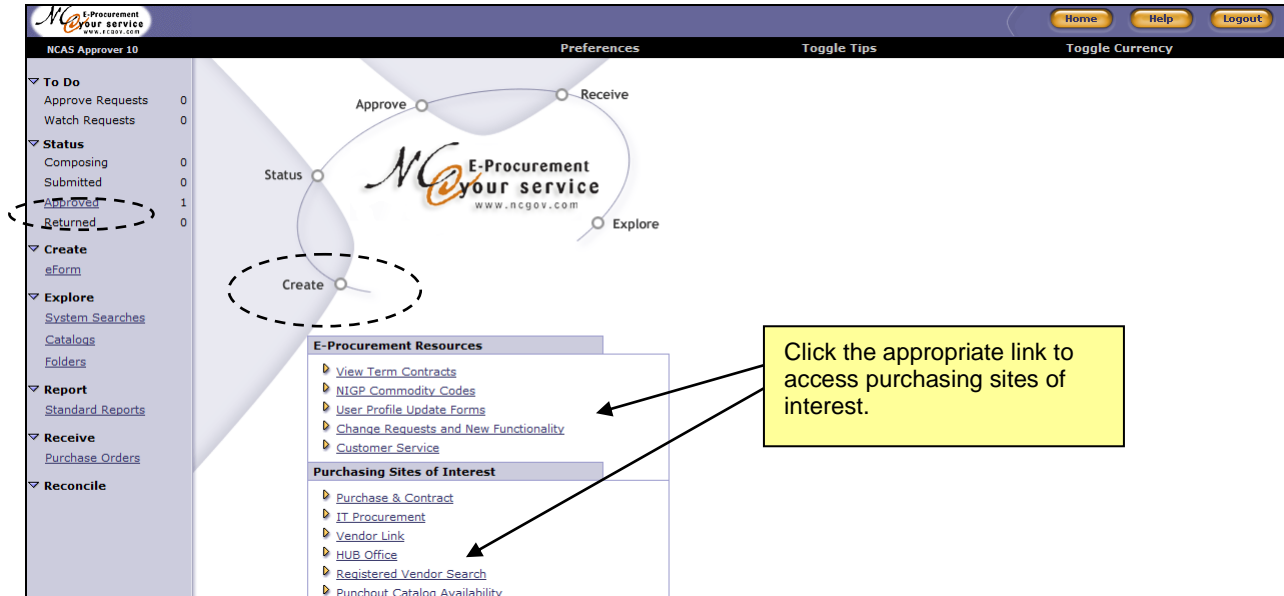 NC E-Procurement
@your service
www.ncgov.com
Home Help Logout
NCAS Approver 10 Preferences Toggle Tips Toggle Currency
To Do
Approve Requests 0
Watch Requests 0
Status
Composing 0
Submitted 0
Approved 1
Returned 0
Create
eForm
Explore
System Searches
Catalogs
Folders
Report
Standard Reports
Receive
Purchase Orders
Reconcile
Approve
Receive
Status
NC E-Procurement
@your service
www.ncgov.com
Explore
Create
E-Procurement Resources
View Term Contracts
NIGP Commodity Codes
User Profile Update Forms
Change Requests and New Functionality
Customer Service
Purchasing Sites of Interest
Purchase & Contract
IT Procurement
Vendor Link
HUB Office
Registered Vendor Search
Punchout Catalog Availability
Click the appropriate link to
access purchasing sites of
interest.